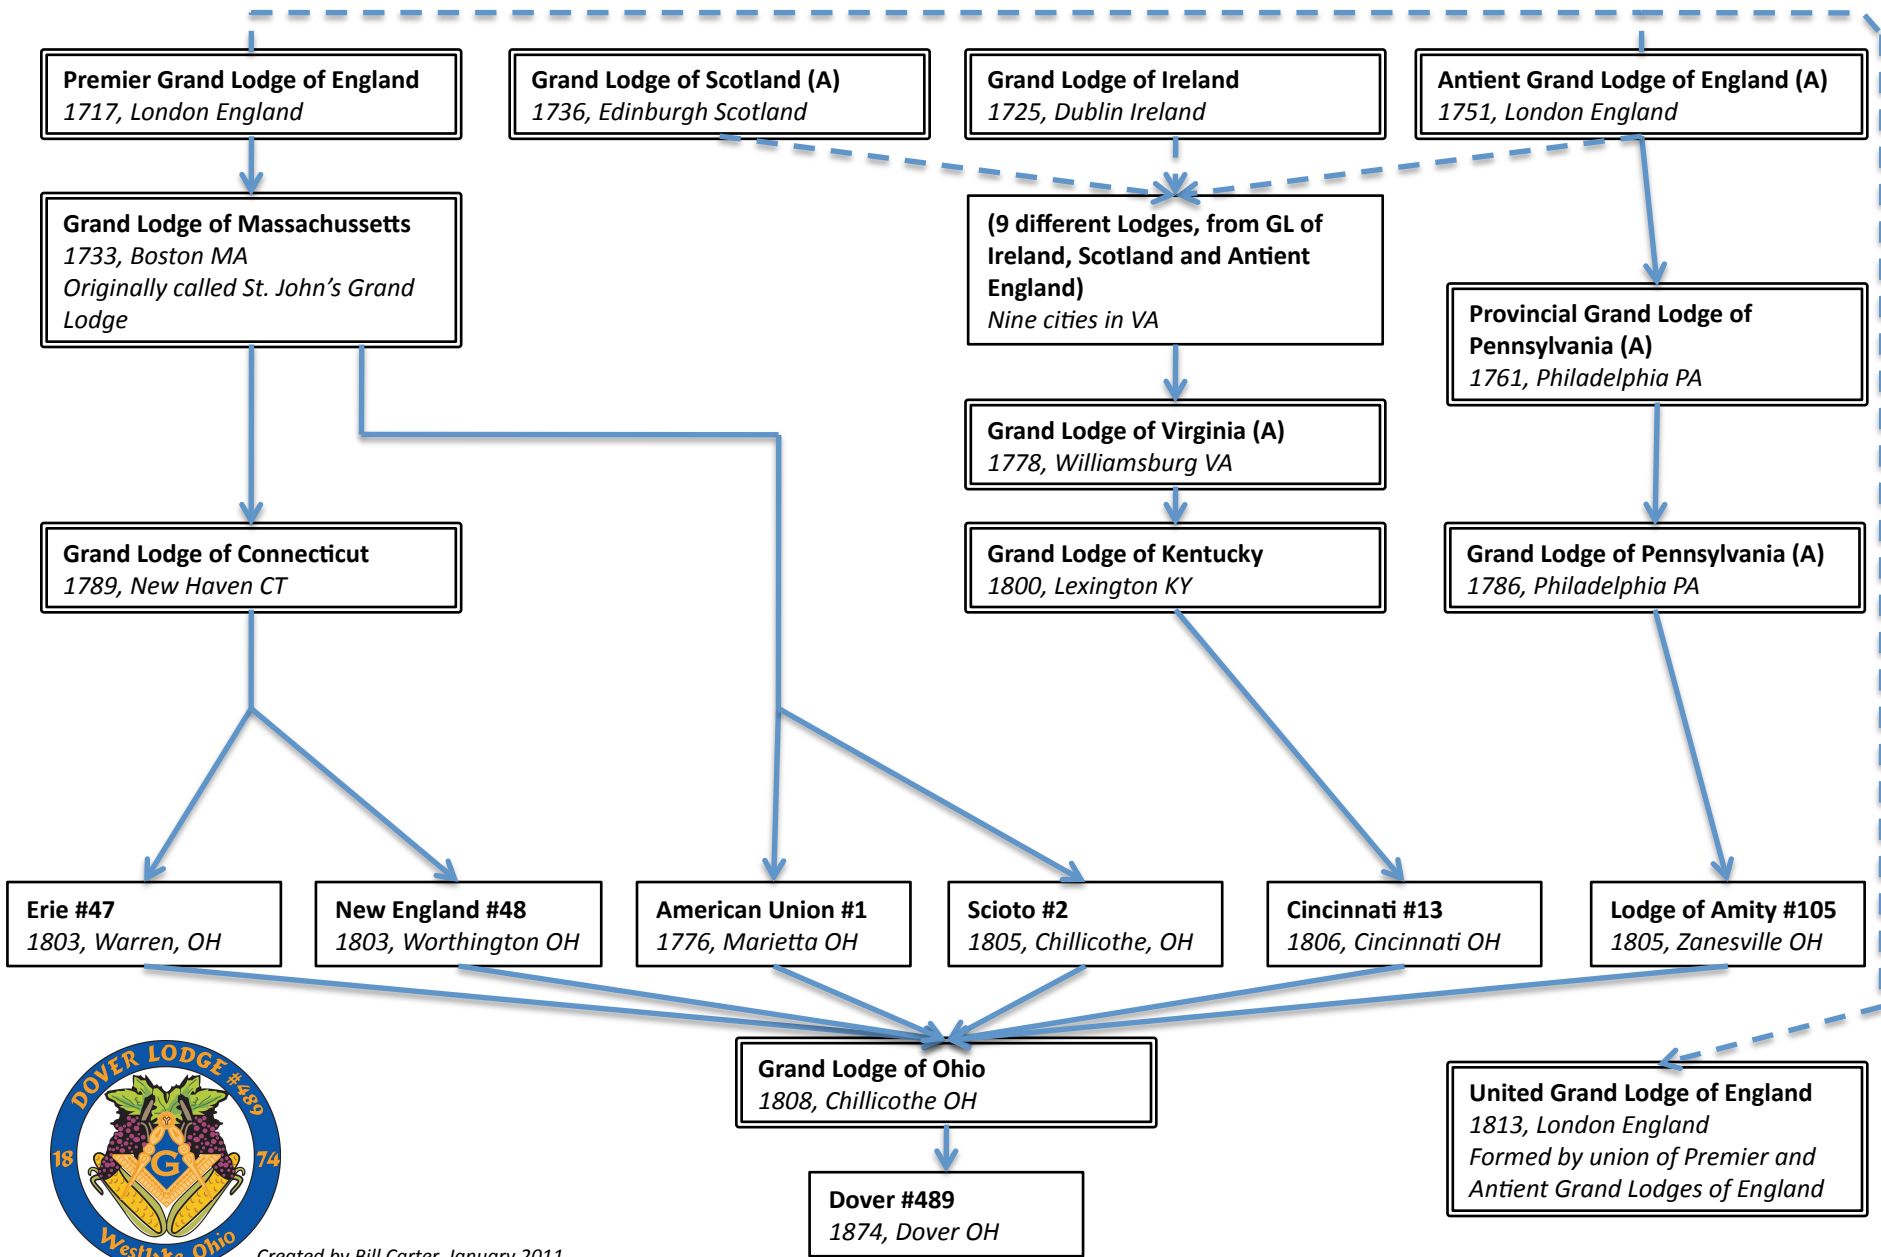 Premier Grand Lodge of England
1717, London England
Grand Lodge of Scotland (A)
1736, Edinburgh Scotland
Grand Lodge of Ireland
1725, Dublin Ireland
Antient Grand Lodge of England (A)
1751, London England
Grand Lodge of Massachussetts
1733, Boston MA
Originally called St. John’s Grand
Lodge
(9 different Lodges, from GL of
Ireland, Scotland and Antient
England)
Nine cities in VA
Provincial Grand Lodge of
Pennsylvania (A)
1761, Philadelphia PA
Grand Lodge of Virginia (A)
1778, Williamsburg VA
Grand Lodge of Connecticut
1789, New Haven CT
Grand Lodge of Kentucky
1800, Lexington KY
Grand Lodge of Pennsylvania (A)
1786, Philadelphia PA
Erie #47
1803, Warren, OH
New England #48
1803, Worthington OH
American Union #1
1776, Marietta OH
Scioto #2
1805, Chillicothe, OH
Cincinnati #13
1806, Cincinnati OH
Lodge of Amity #105
1805, Zanesville OH
Grand Lodge of Ohio
1808, Chillicothe OH
United Grand Lodge of England
1813, London England
Formed by union of Premier and
Antient Grand Lodges of England
Dover #489
1874, Dover OH
DOVER LODGE #489
18 74
G
Westlake Ohio
Created by Bill Carter, January 2011